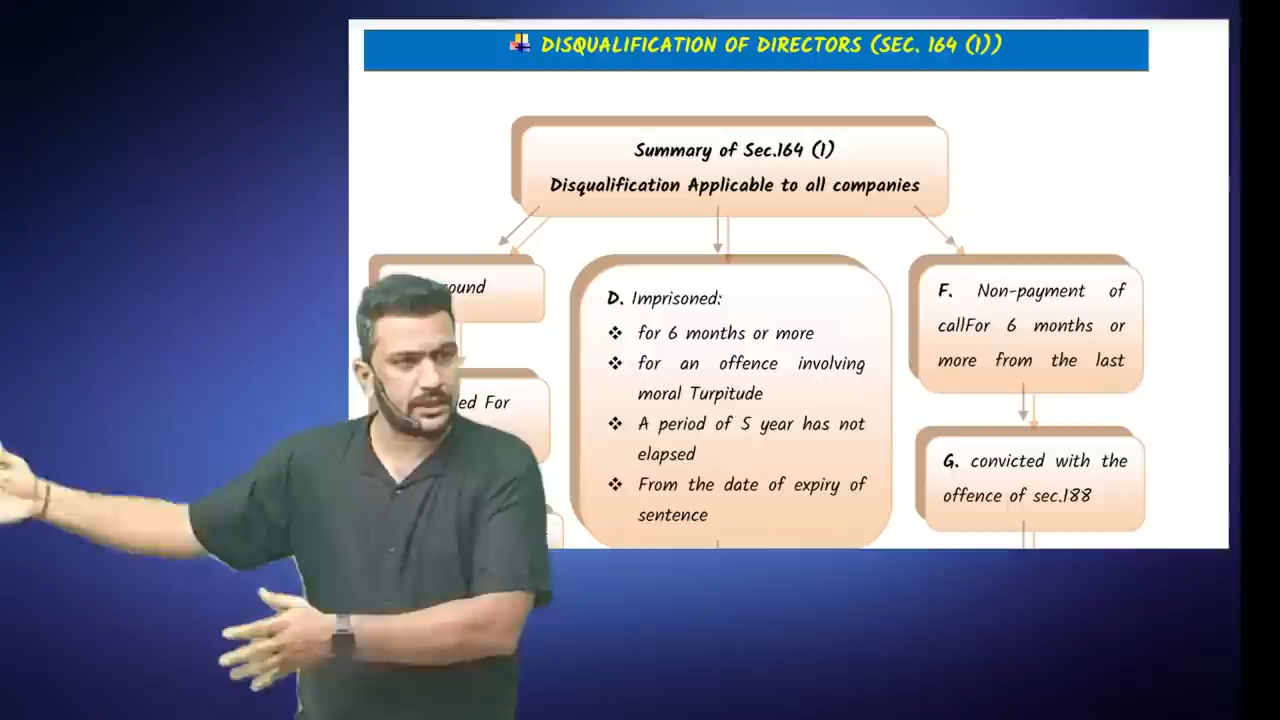 DISQUALIFICATION OF DIRECTORS (SEC. 164 (1))
Summary of Sec.164 (1)
Disqualification Applicable to all companies
For
D. Imprisoned:
❖ for 6 months or more
❖ for an offence involving
moral Turpitude
❖ A period of 5 year has not
elapsed
❖ From the date of expiry of
sentence
F. Non-payment of
callFor 6 months or
more from the last
G. convicted with the
offence of sec.188